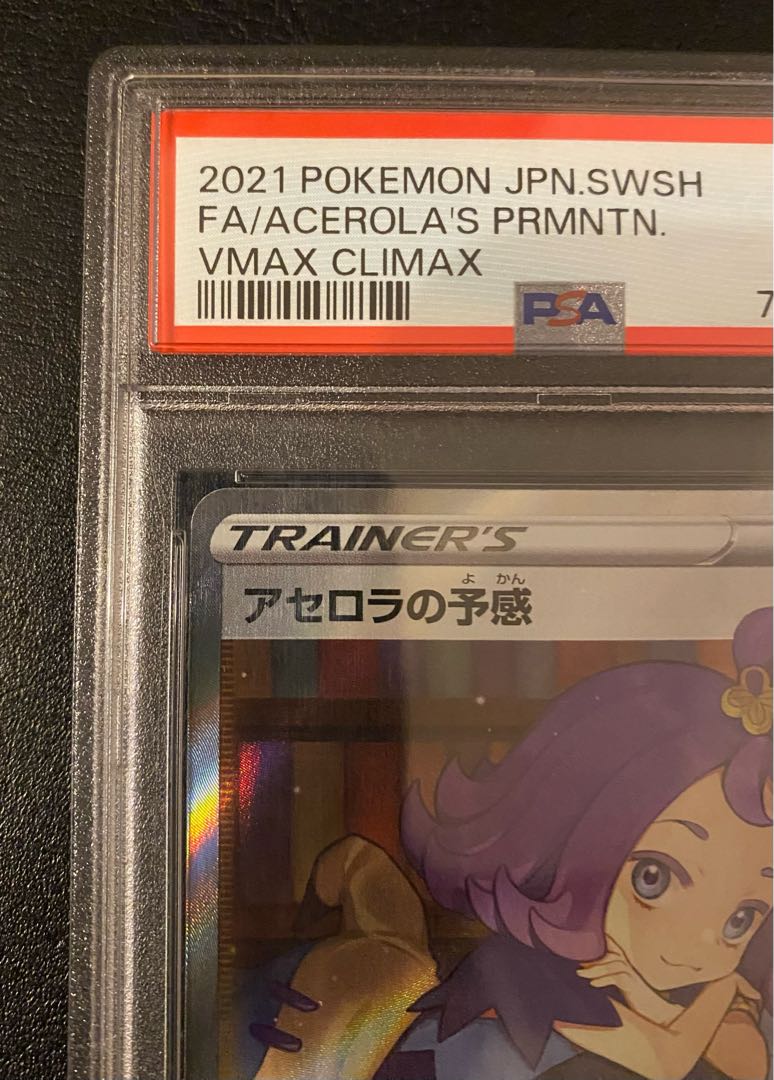 2021 POKEMON JPN.SWSH
FA/ACEROLA'S PRMNTN.
VMAX CLIMAX
PSA
7
TRAINER'S
よ かん
アセロラの予感